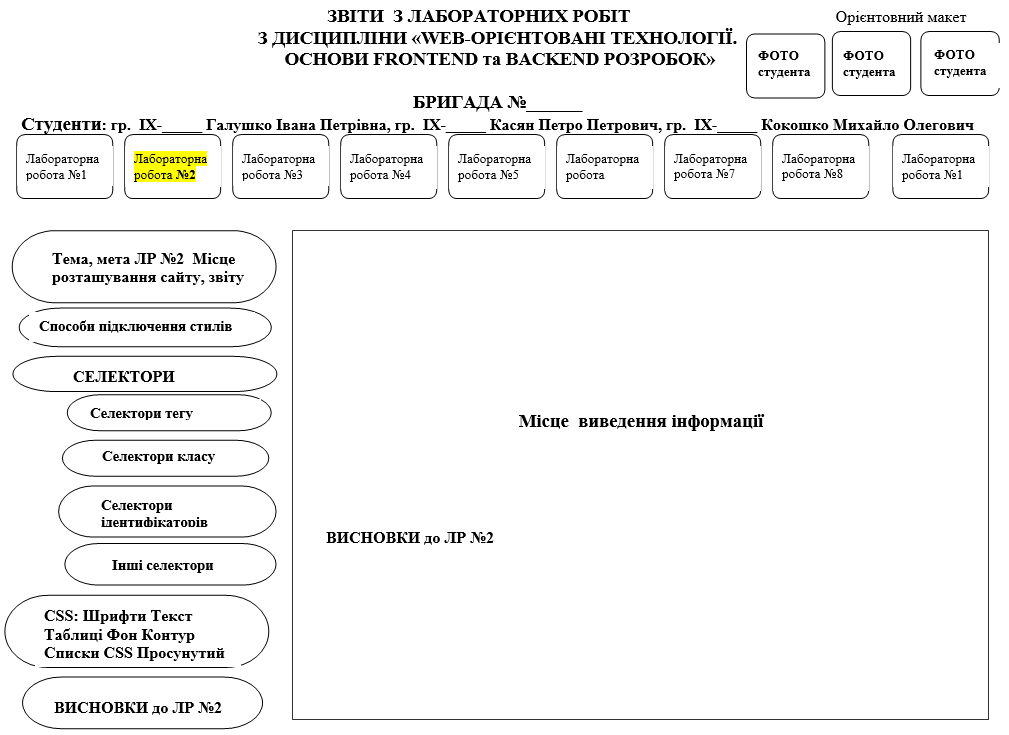 ЗВІТИ З ЛАБОРАТОРНИХ РОБІТ
З ДИСЦИПЛІНИ «WEB-ОРІЄНТОВАНІ ТЕХНОЛОГІЇ.
ОСНОВИ FRONTEND та BACKEND РОЗРОБОК»
Орієнтовний макет
ФОТО
студента
ФОТО
студента
ФОТО
студента
БРИГАДА №______
Студенти: гр. ІХ-_____ Галушко Івана Петрівна, гр. ІХ-_____ Касян Петро Петрович, гр. ІХ-_____ Кокошко Михайло Олегович
Лабораторна
робота №1
Лабораторна
робота №2
Лабораторна
робота №3
Лабораторна
робота №4
Лабораторна
робота №5
Лабораторна
робота
Лабораторна
робота №7
Лабораторна
робота №8
Лабораторна
робота №1
Тема, мета ЛР №2 Місце
розташування сайту, звіту
Способи підключення стилів
СЕЛЕКТОРИ
Селектори тегу
Селектори класу
Селектори
ідентифікаторів
Інші селектори
CSS: Шрифти Текст
Таблиці Фон Контур
Списки CSS Просунутий
ВИСНОВКИ до ЛР №2
Місце виведення інформації
ВИСНОВКИ до ЛР №2